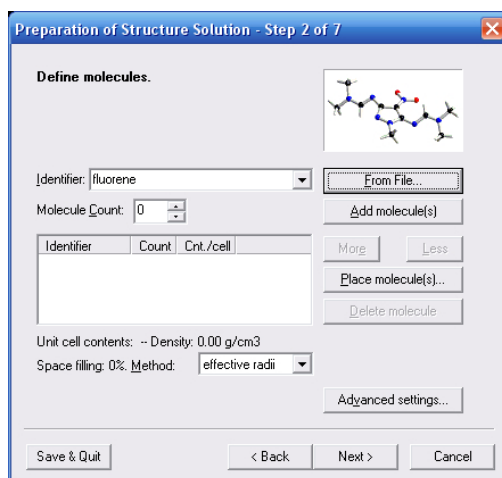 Preparation of Structure Solution - Step 2 of 7
Define molecules.
Identifier: fluorene
From File...
Molecule Count: 0
Add molecule(s)
Identifier Count Cnt./cell
More Less
Place molecule(s)...
Delete molecule
Unit cell contents: -- Density: 0.00 g/cm3
Space filling: 0%. Method: effective radii
Advanced settings...
Save & Quit < Back Next > Cancel